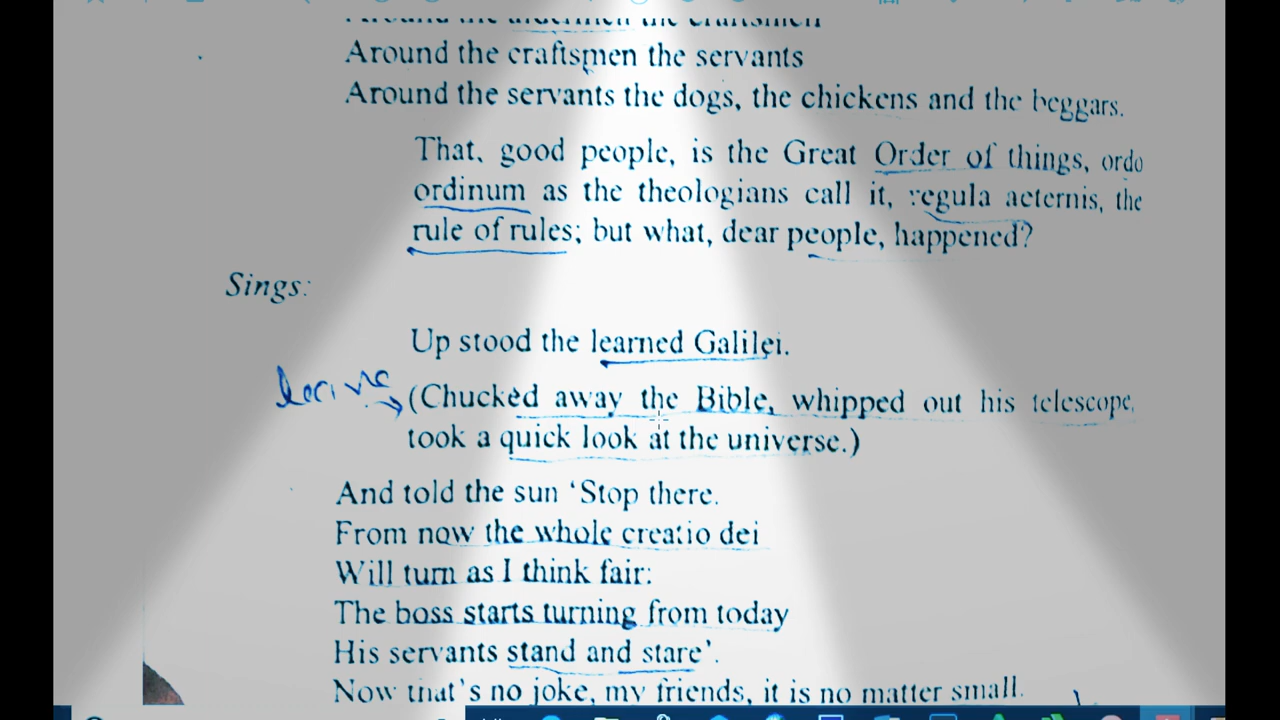 Around the aldermen the craftsmen
Around the craftsmen the servants
Around the servants the dogs, the chickens and the beggars.
That, good people, is the Great Order of things, ordo
ordinum as the theologians call it, regula aeternis, the
rule of rules; but what, dear people, happened?
Sings:
Up stood the learned Galilei.
(Chucked away the Bible, whipped out his telescope,
took a quick look at the universe.)
And told the sun ‘Stop there.
From now the whole creatio dei
Will turn as I think fair:
The boss starts turning from today
His servants stand and stare’.
Now that's no joke, my friends, it is no matter small.